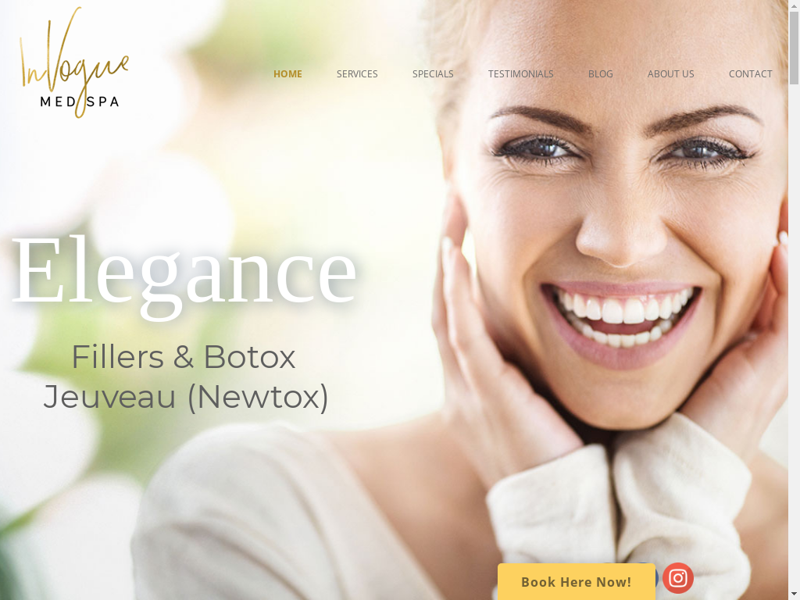 InVogue
MED SPA
HOME SERVICES SPECIALS TESTIMONIALS BLOG ABOUT US CONTACT
Elegance
Fillers & Botox
Jeuveau (Newtox)
Book Here Now!